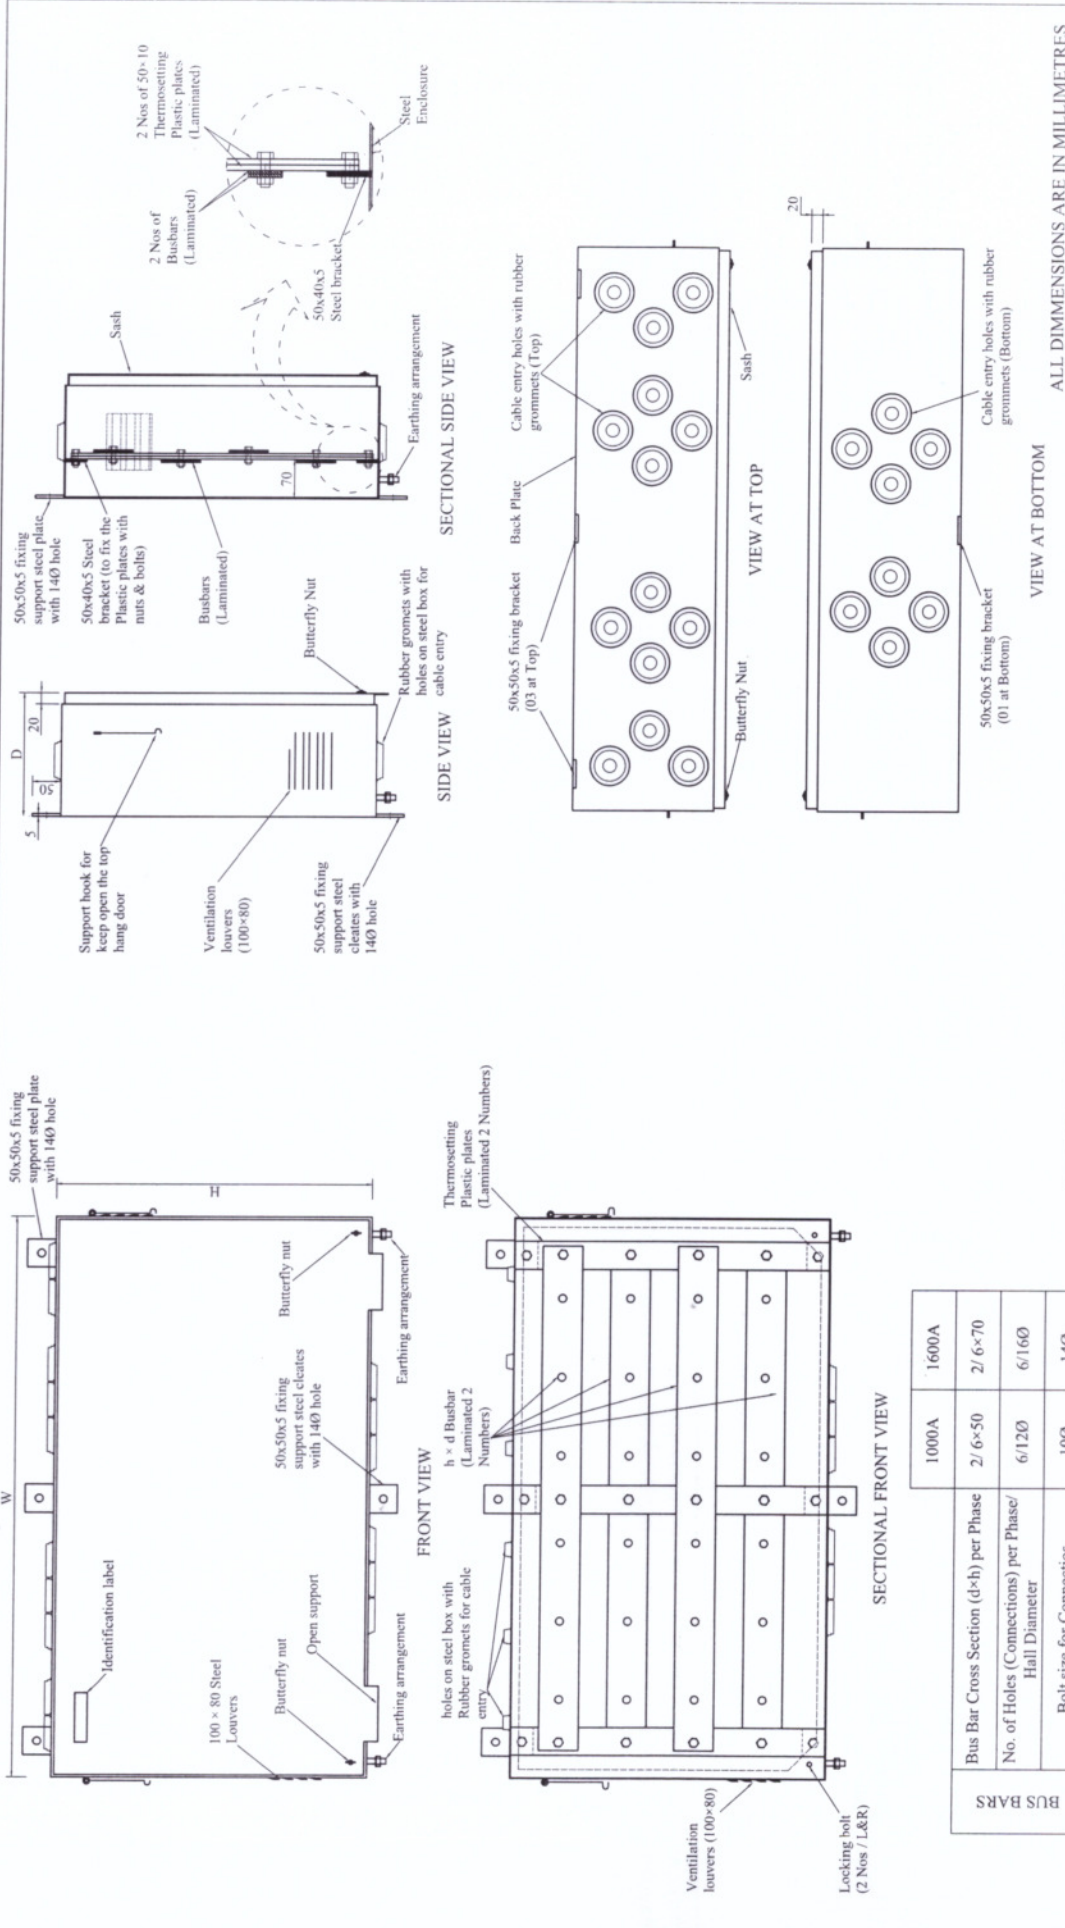 50x50x5 fixing
support steel plate
with 14Ø hole
W
H
Identification label
100 × 80 Steel
Louvers
Butterfly nut
Open support
Earthing arrangement
50x50x5 fixing
support steel cleates
with 14Ø hole
Butterfly nut
Earthing arrangement
FRONT VIEW
Support hook for
keep open the top
hang door
Ventilation
louvers
(100×80)
50x50x5 fixing
support steel
cleates with
14Ø hole
5
50
D
20
Butterfly Nut
Rubber gromets with
holes on steel box for
cable entry
SIDE VIEW
50x50x5 fixing
support steel plate
with 14Ø hole
50x40x5 Steel
bracket (to fix the
Plastic plates with
nuts & bolts)
Busbars
(Laminated)
Sash
70
Earthing arrangement
SECTIONAL SIDE VIEW
2 Nos of 50×10
Thermosetting
Plastic plates
(Laminated)
2 Nos of
Busbars
(Laminated)
50x40x5
Steel bracket
Steel
Enclosure
holes on steel box with
Rubber gromets for cable
entry
h × d Busbar
(Laminated 2
Numbers)
Thermosetting
Plastic plates
(Laminated 2 Numbers)
Ventilation
louvers (100×80)
Locking bolt
(2 Nos / L&R)
SECTIONAL FRONT VIEW
50x50x5 fixing bracket
(03 at Top)
Back Plate
Cable entry holes with rubber
grommets (Top)
Butterfly Nut
Sash
VIEW AT TOP
20
50x50x5 fixing bracket
(01 at Bottom)
Cable entry holes with rubber
grommets (Bottom)
VIEW AT BOTTOM
ALL DIMMENSIONS ARE IN MILLIMETRES
1000A 1600A
BUS BARS
Bus Bar Cross Section (d×h) per Phase 2/ 6×50 2/ 6×70
No. of Holes (Connections) per Phase/ 6/12Ø 6/16Ø
Hall Diameter
Bolt size for Connection 10Ø 14Ø